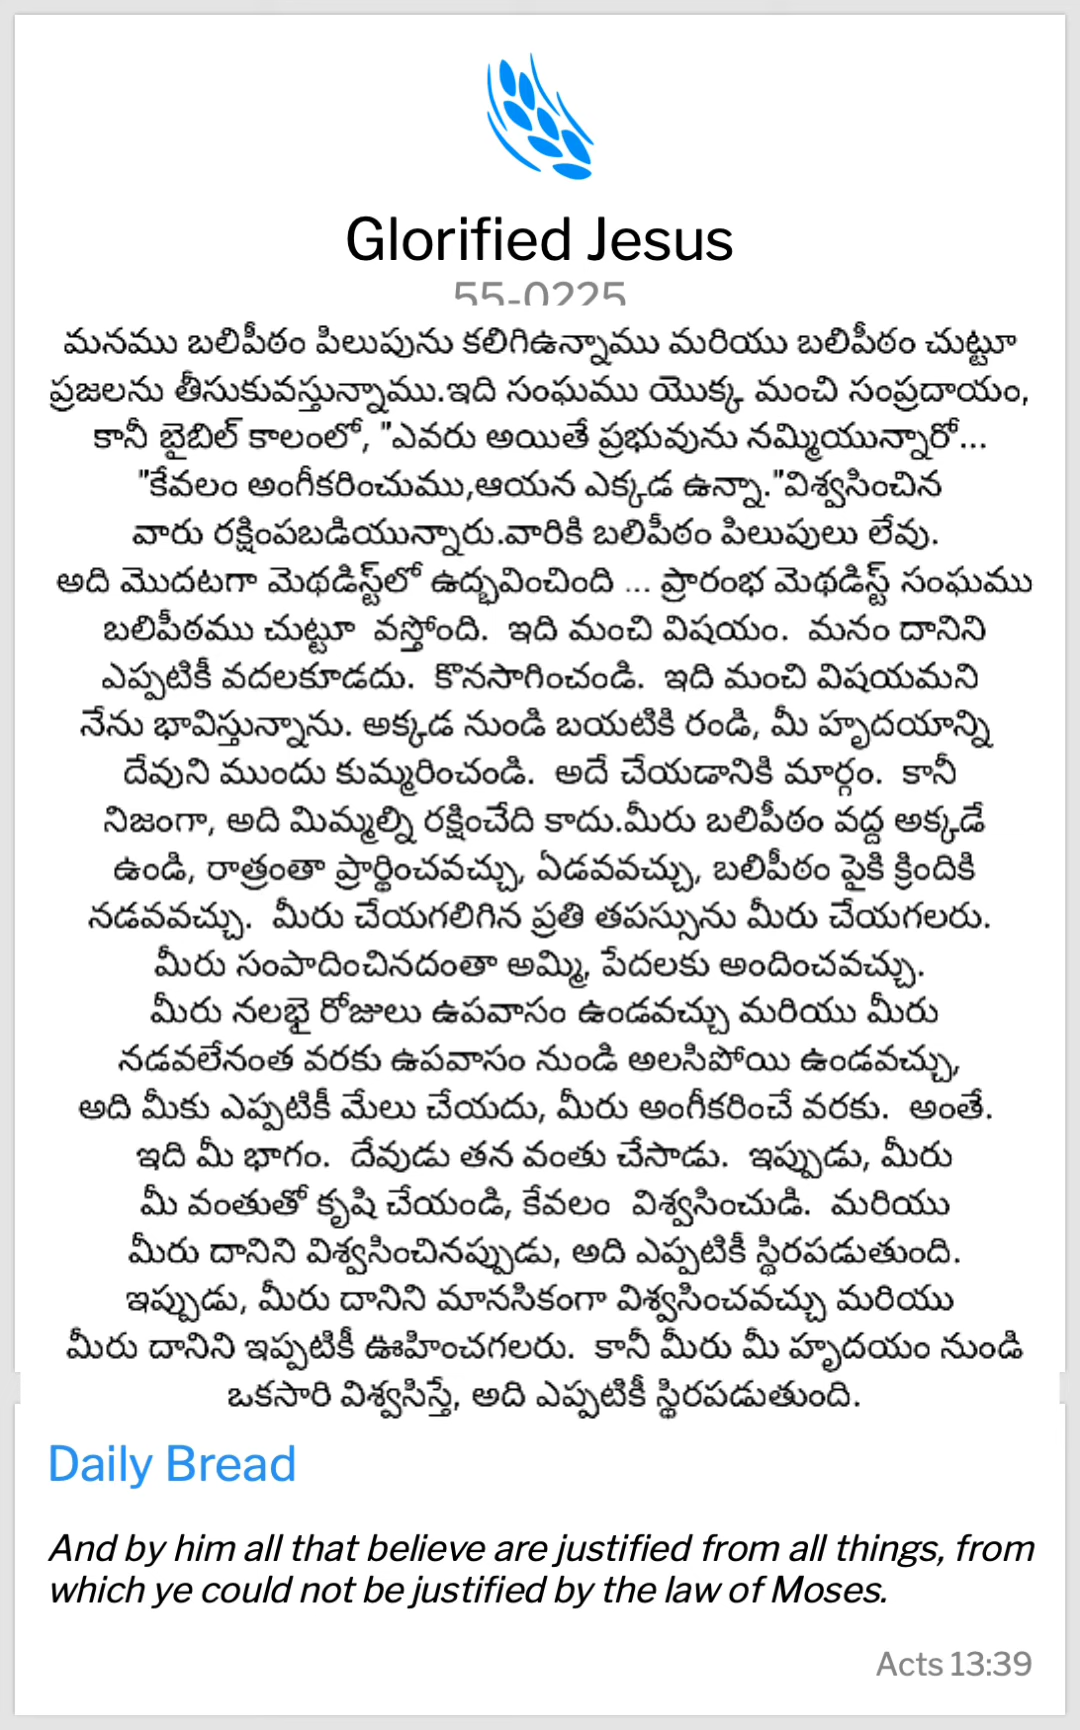 Glorified Jesus
55-0225
మనము బలిపీఠం పిలుపును కలిగిఉన్నాము మరియు బలిపీఠం చుట్టూ
ప్రజలను తీసుకువస్తున్నాము.ఇది సంఘము యొక్క మంచి సంప్రదాయం,
కానీ బైబిల్ కాలంలో, "ఎవరు అయితే ప్రభువును నమ్మియున్నారో...
"కేవలం అంగీకరించుము,ఆయన ఎక్కడ ఉన్నా."విశ్వసించిన
వారు రక్షింపబడియున్నారు.వారికి బలిపీఠం పిలుపులు లేవు.
అది మొదటగా మెథడిస్ట్‌లో ఉద్భవించింది ... ప్రారంభ మెథడిస్ట్ సంఘము
బలిపీఠము చుట్టూ వస్తోంది. ఇది మంచి విషయం. మనం దానిని
ఎప్పటికీ వదలకూడదు. కొనసాగించండి. ఇది మంచి విషయమని
నేను భావిస్తున్నాను. అక్కడ నుండి బయటికి రండి, మీ హృదయాన్ని
దేవుని ముందు కుమ్మరించండి. అదే చేయడానికి మార్గం. కానీ
నిజంగా, అది మిమ్మల్ని రక్షించేది కాదు.మీరు బలిపీఠం వద్ద అక్కడే
ఉండి, రాత్రంతా ప్రార్థించవచ్చు, ఏడవవచ్చు, బలిపీఠం పైకి క్రిందికి
నడవవచ్చు. మీరు చేయగలిగిన ప్రతి తపస్సును మీరు చేయగలరు.
మీరు సంపాదించినదంతా అమ్మి, పేదలకు అందించవచ్చు.
మీరు నలభై రోజులు ఉపవాసం ఉండవచ్చు మరియు మీరు
నడవలేనంత వరకు ఉపవాసం నుండి అలసిపోయి ఉండవచ్చు,
అది మీకు ఎప్పటికీ మేలు చేయదు, మీరు అంగీకరించే వరకు. అంతే.
ఇది మీ భాగం. దేవుడు తన వంతు చేసాడు. ఇప్పుడు, మీరు
మీ వంతుతో కృషి చేయండి, కేవలం విశ్వసించుడి. మరియు
మీరు దానిని విశ్వసించినప్పుడు, అది ఎప్పటికీ స్థిరపడుతుంది.
ఇప్పుడు, మీరు దానిని మానసికంగా విశ్వసించవచ్చు మరియు
మీరు దానిని ఇప్పటికీ ఊహించగలరు. కానీ మీరు మీ హృదయం నుండి
ఒకసారి విశ్వసిస్తే, అది ఎప్పటికీ స్థిరపడుతుంది.
Daily Bread
And by him all that believe are justified from all things, from
which ye could not be justified by the law of Moses.
Acts 13:39